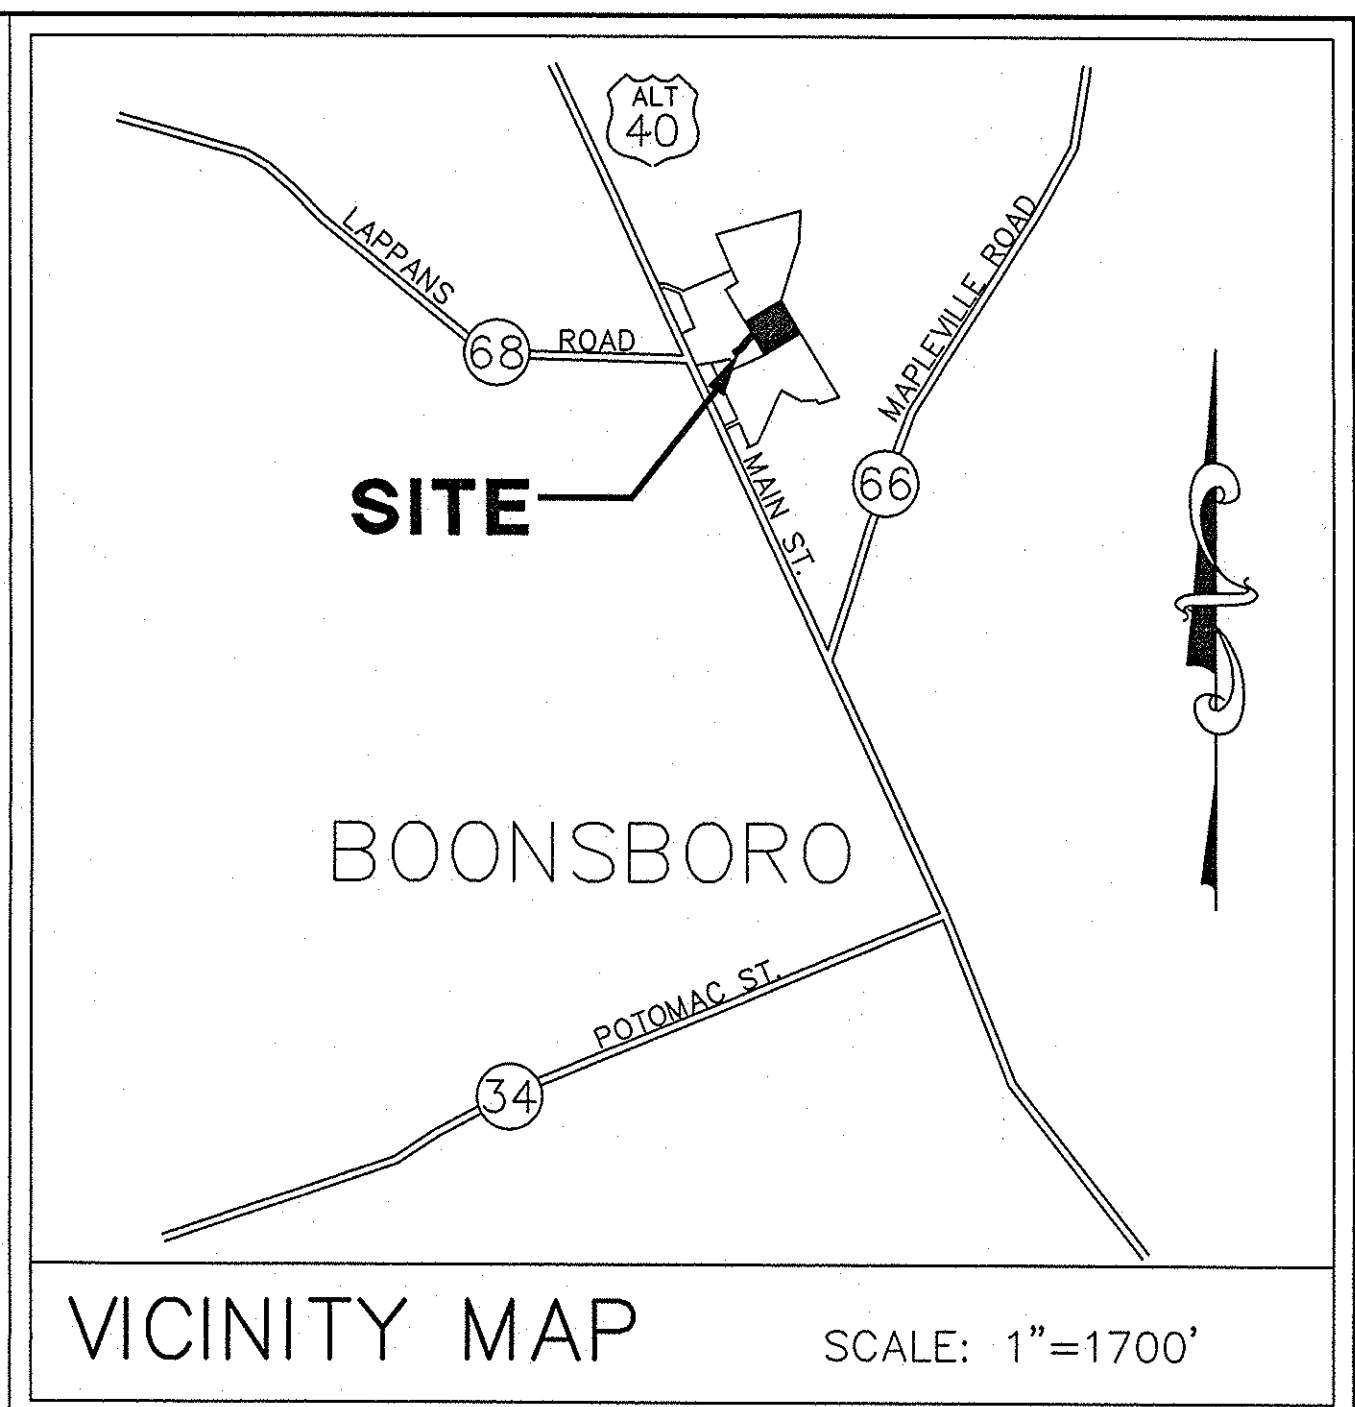 ALT
40
LAPPANS
68
ROAD
MAPLEVILLE ROAD
66
SITE
MAIN ST.
BOONSBORO
POTOMAC ST.
34
VICINITY MAP
SCALE: 1"=1700'